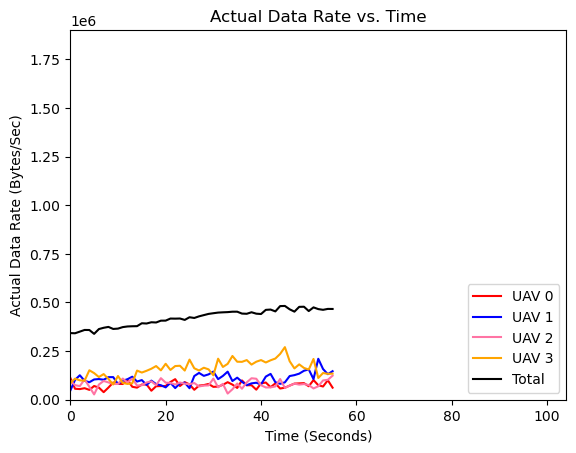 Actual Data Rate vs. Time
1e6
1.75
1.50
1.25
1.00
0.75
0.50
0.25
0.00
Actual Data Rate (Bytes/Sec)
0 20 40 60 80 100
Time (Seconds)
UAV 0
UAV 1
UAV 2
UAV 3
Total